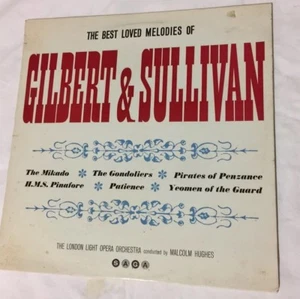 THE BEST LOVED MELODIES OF
GILBERT & SULLIVAN
The Mikado The Gondoliers Pirates of Penzance
H.M.S. Pinafore Patience Yeomen of the Guard
THE LONDON LIGHT OPERA ORCHESTRA conducted by MALCOLM HUGHES
SAGA